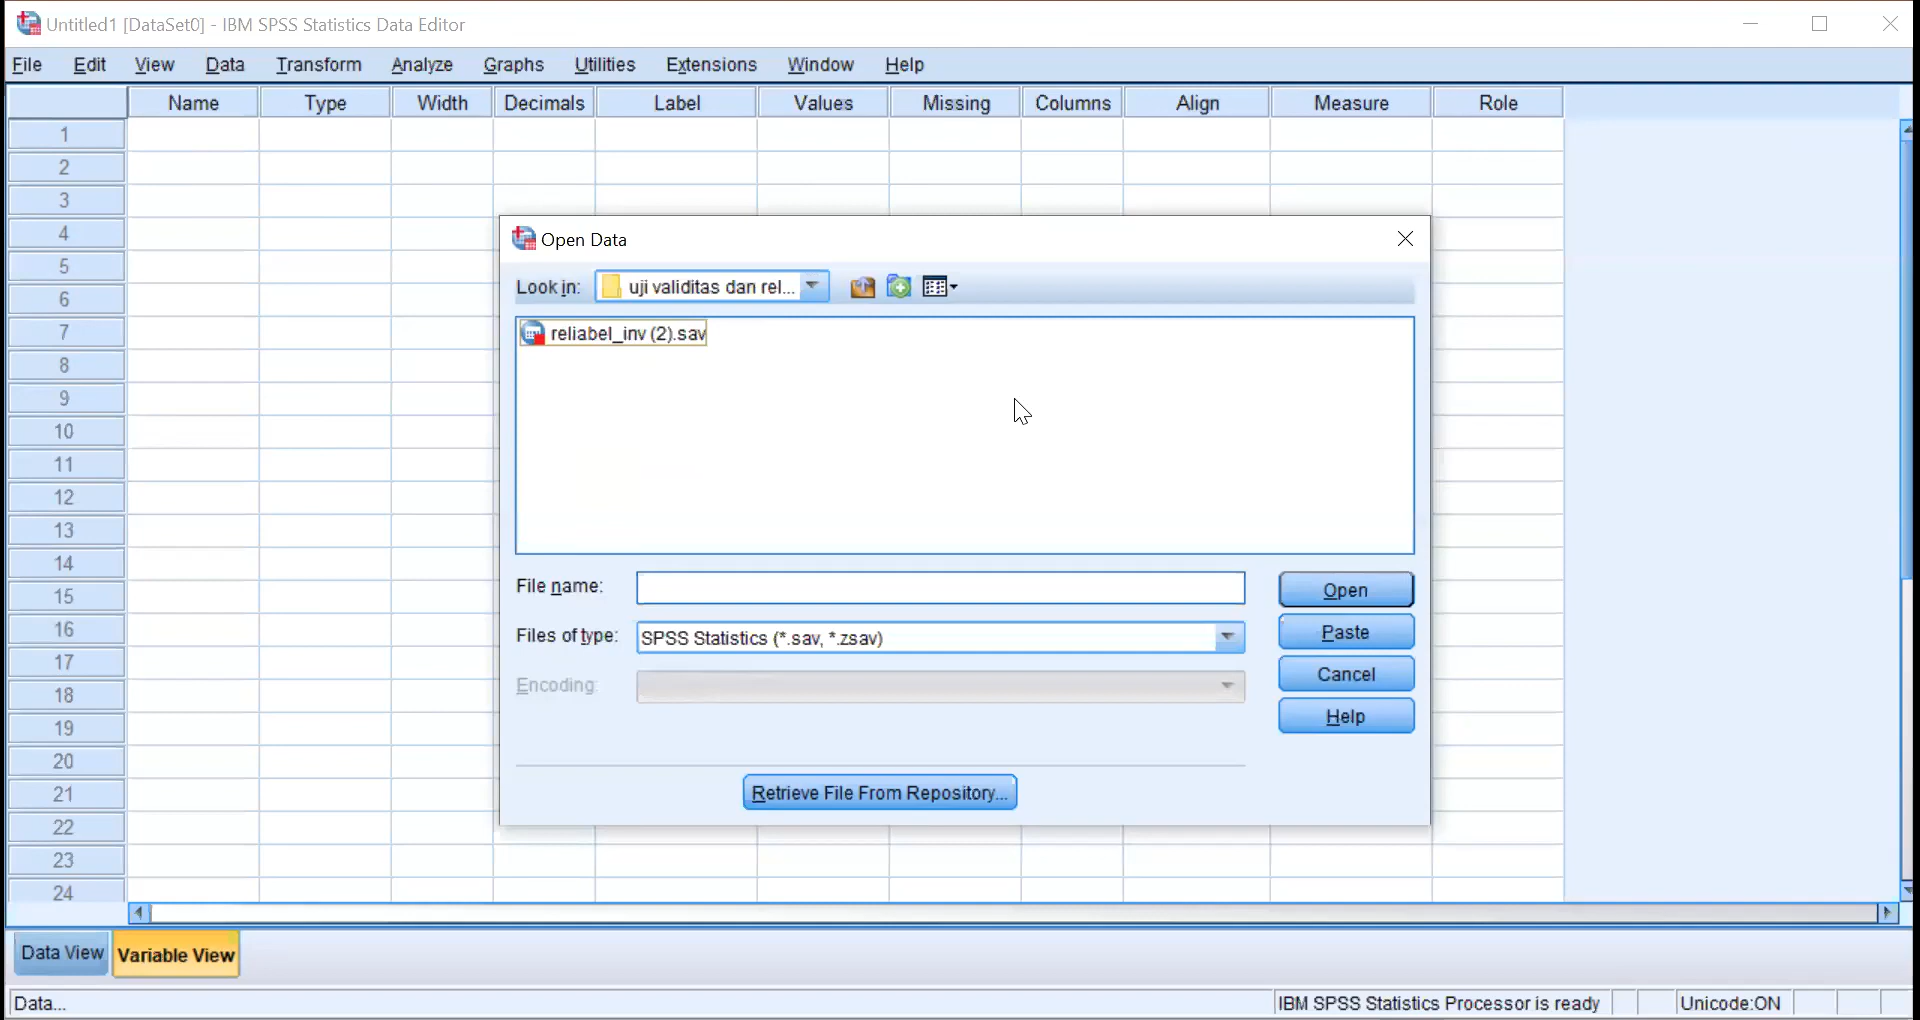 Untitled1 [DataSet0] - IBM SPSS Statistics Data Editor
File Edit View Data Transform Analyze Graphs Utilities Extensions Window Help
Name Type Width Decimals Label Values Missing Columns Align Measure Role
1
2
3
4
5
6
7
8
9
10
11
12
13
14
15
16
17
18
19
20
21
22
23
24
Open Data
Look in: uji validitas dan rel...
reliabel_inv (2).sav
File name:
Open
Files of type: SPSS Statistics (*.sav, *.zsav)
Paste
Encoding:
Cancel
Help
Retrieve File From Repository...
Data View Variable View
Data... IBM SPSS Statistics Processor is ready Unicode:ON